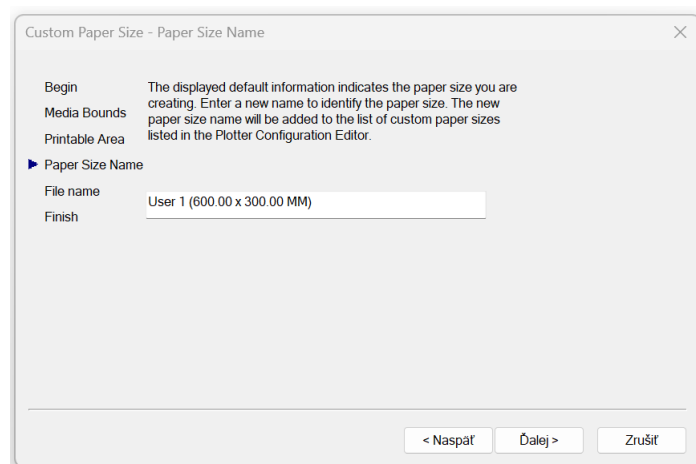 Custom Paper Size - Paper Size Name
Begin
Media Bounds
Printable Area
Paper Size Name
File name
Finish
The displayed default information indicates the paper size you are
creating. Enter a new name to identify the paper size. The new
paper size name will be added to the list of custom paper sizes
listed in the Plotter Configuration Editor.
User 1 (600.00 x 300.00 MM)
< Naspäť
Ďalej >
Zrušiť